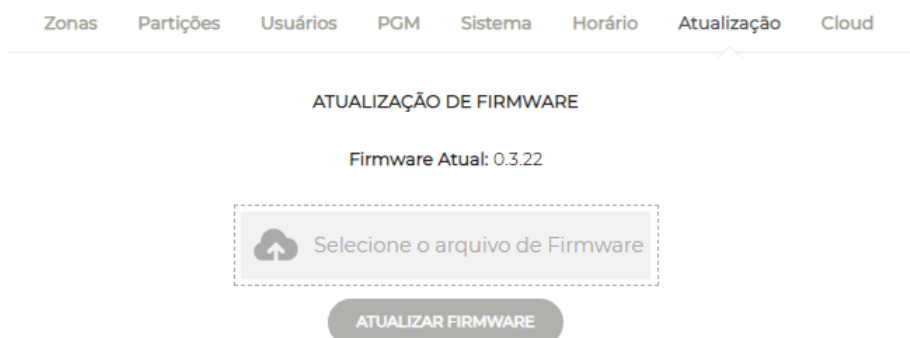 Zonas Partições Usuários PGM Sistema Horário Atualização Cloud
ATUALIZAÇÃO DE FIRMWARE
Firmware Atual: 0.3.22
Selecione o arquivo de Firmware
ATUALIZAR FIRMWARE